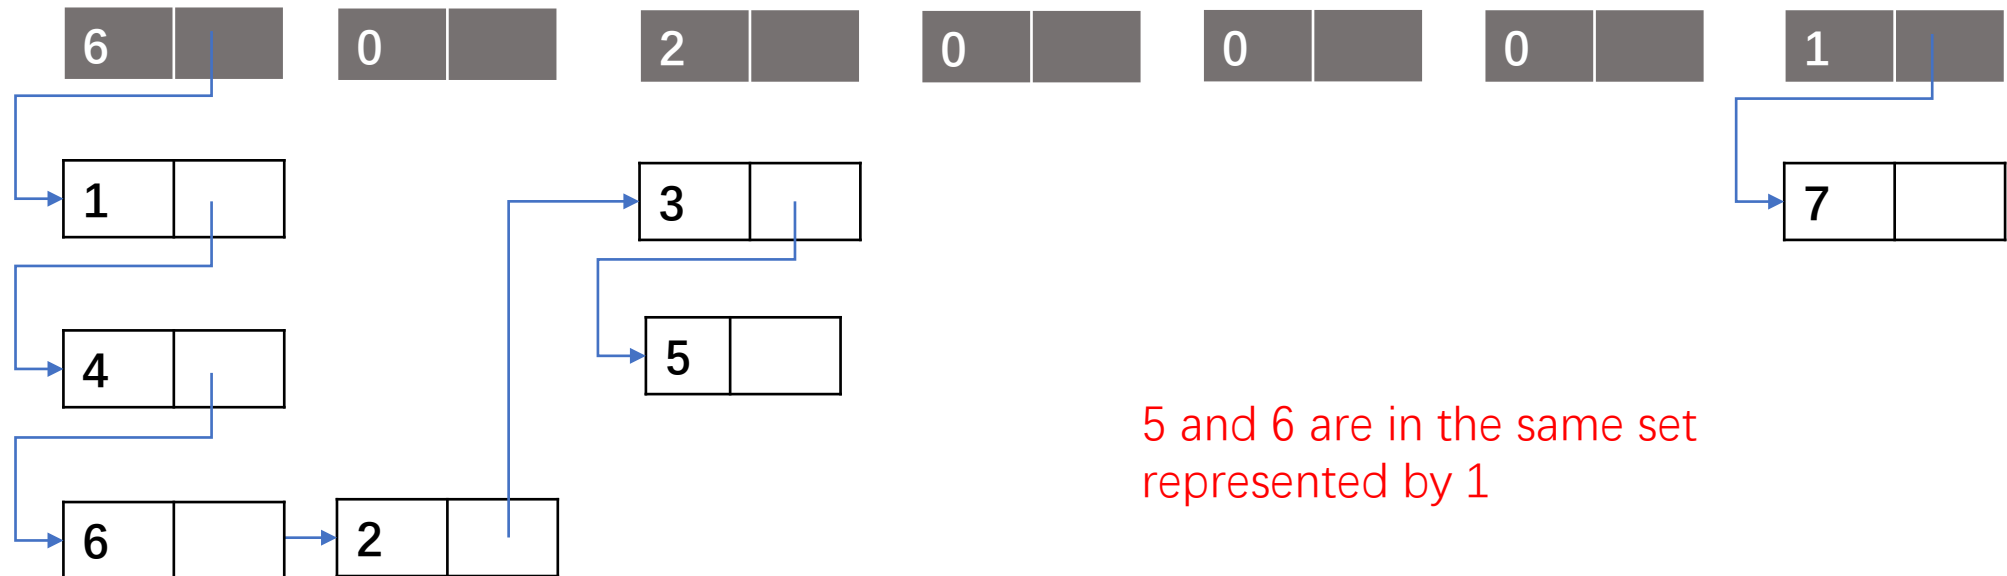 6 0 2 0 0 0 1
1 3 7
4 5
5 and 6 are in the same set
represented by 1
6 2